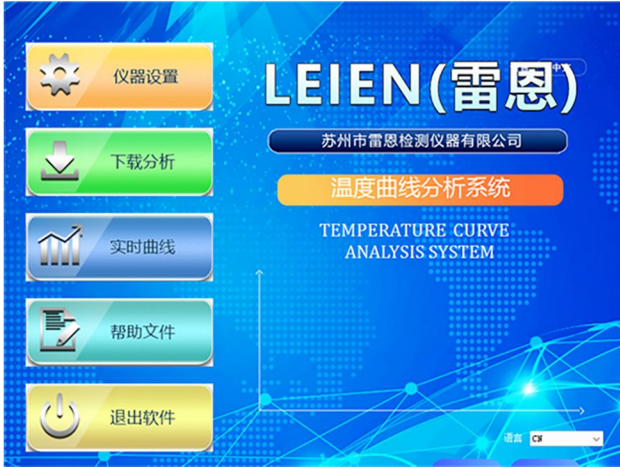 仪器设置
下载分析
实时曲线
帮助文件
退出软件
LEIEN(雷恩)
苏州市雷恩检测仪器有限公司
温度曲线分析系统
TEMPERATURE CURVE
ANALYSIS SYSTEM
语言 CN